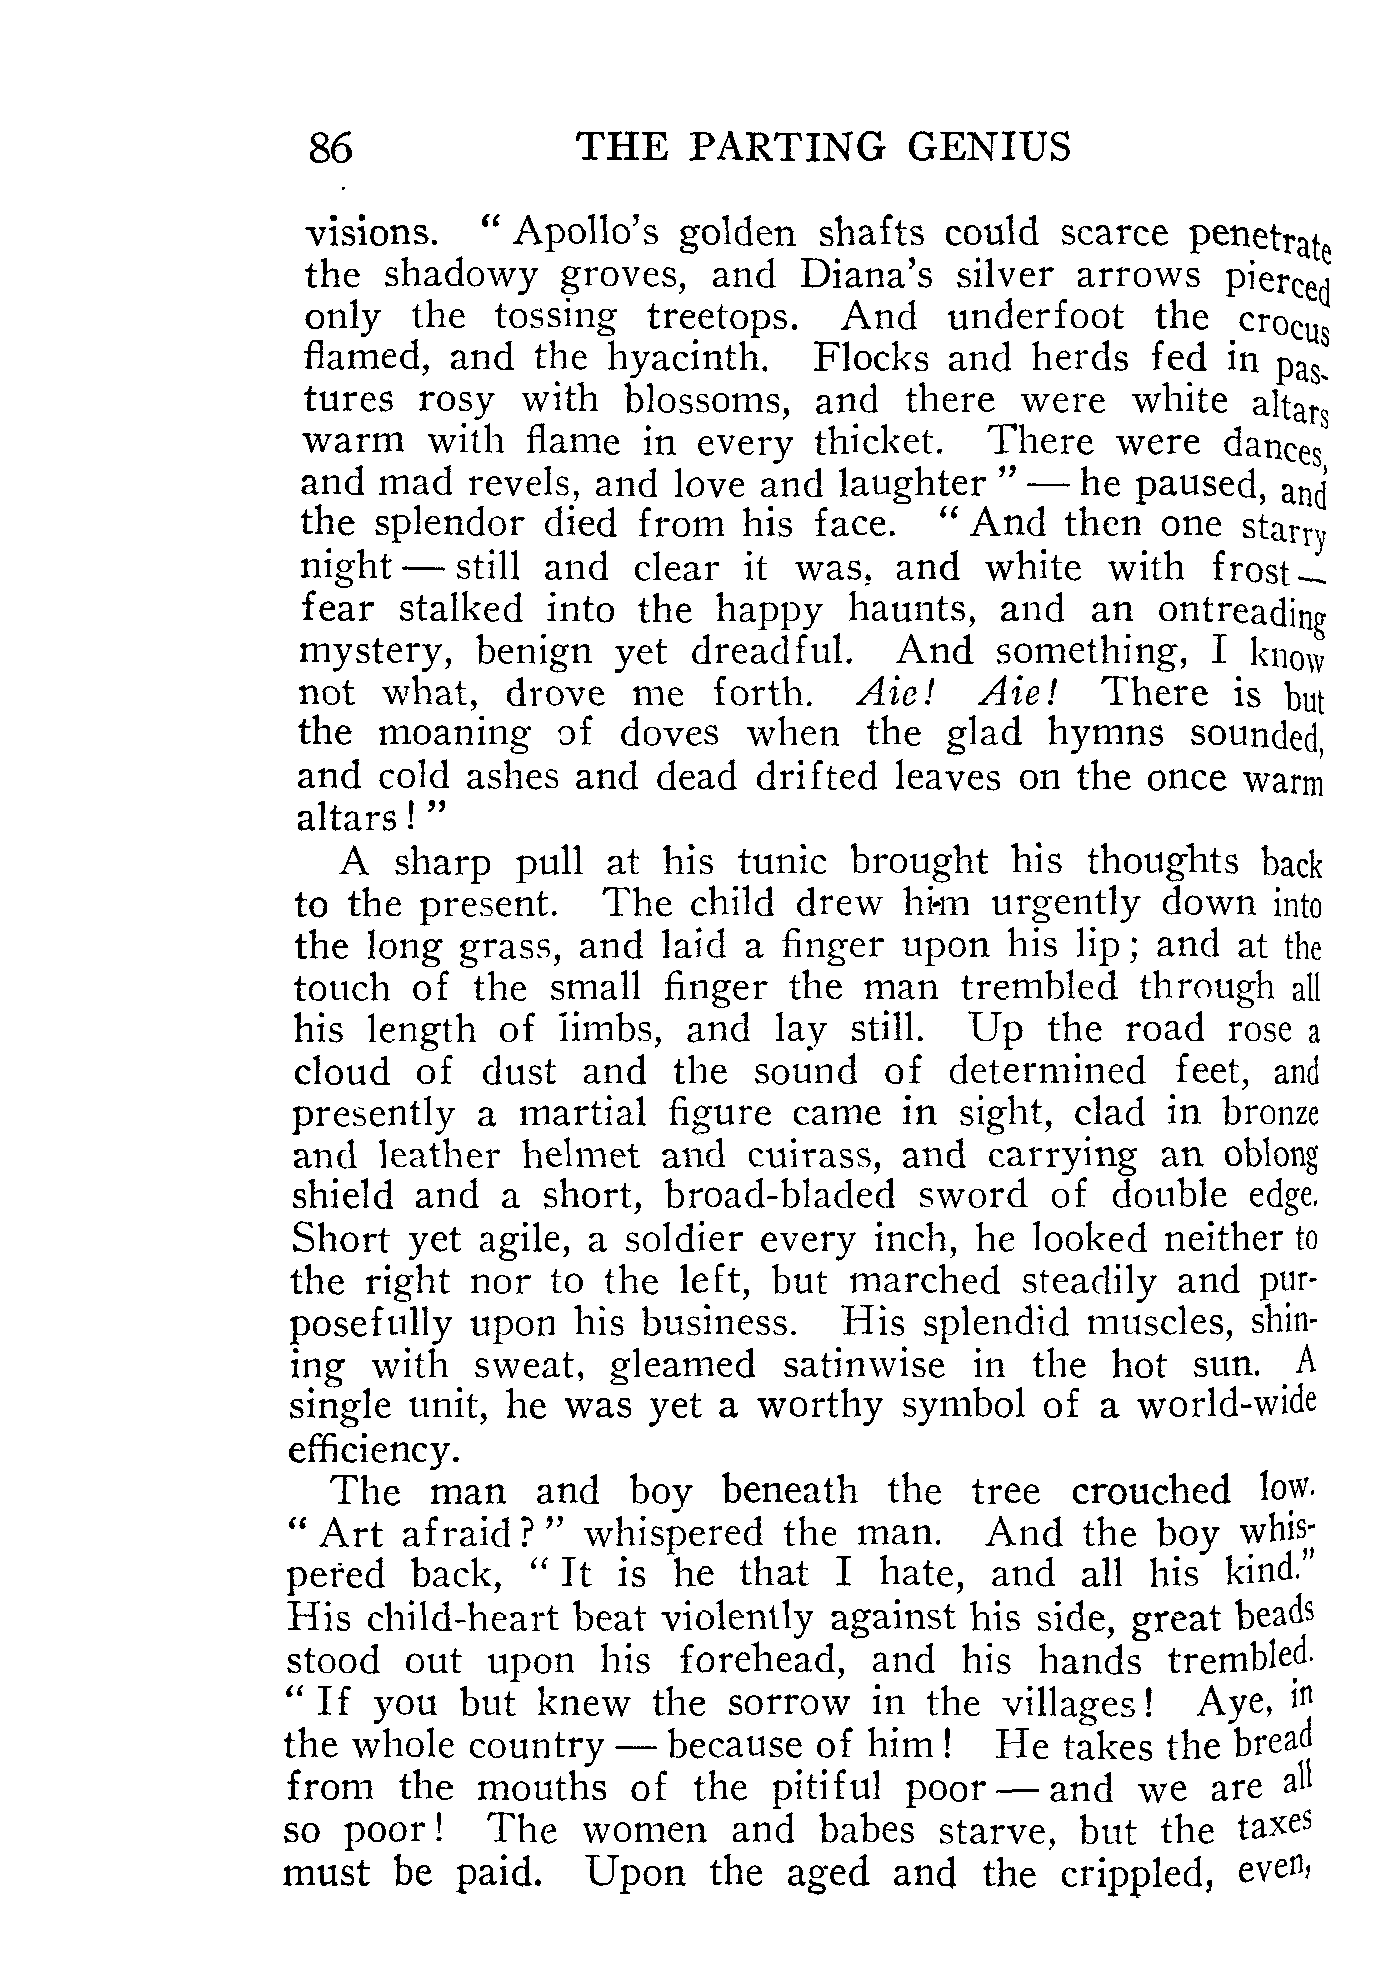 86 THE PARTING GENIUS
visions. " Apollo's golden shafts could scarce penetrate
the shadowy groves, and Diana's silver arrows pierced
only the tossing treetops. And underfoot the crocus
flamed, and the hyacinth. Flocks and herds fed in pas-
tures rosy with blossoms, and there were white altars
warm with flame in every thicket. There were dances,
and mad revels, and love and laughter " — he paused, and
the splendor died from his face. " And then one starry
night — still and clear it was, and white with frost —
fear stalked into the happy haunts, and an ontreading
mystery, benign yet dreadful. And something, I know
not what, drove me forth. Aie! Aie! There is but
the moaning of doves when the glad hymns sounded,
and cold ashes and dead drifted leaves on the once warm
altars ! "
A sharp pull at his tunic brought his thoughts back
to the present. The child drew him urgently down into
the long grass, and laid a finger upon his lip ; and at the
touch of the small finger the man trembled through all
his length of limbs, and lay still. Up the road rose a
cloud of dust and the sound of determined feet, and
presently a martial figure came in sight, clad in bronze
and leather helmet and cuirass, and carrying an oblong
shield and a short, broad-bladed sword of double edge.
Short yet agile, a soldier every inch, he looked neither to
the right nor to the left, but marched steadily and pur-
posefully upon his business. His splendid muscles, shin-
ing with sweat, gleamed satinwise in the hot sun. A
single unit, he was yet a worthy symbol of a world-wide
efficiency.
The man and boy beneath the tree crouched low.
" Art afraid ? " whispered the man. And the boy whis-
pered back, " It is he that I hate, and all his kind."
His child-heart beat violently against his side, great beads
stood out upon his forehead, and his hands trembled.
" If you but knew the sorrow in the villages ! Aye, in
the whole country — because of him ! He takes the bread
from the mouths of the pitiful poor — and we are all
so poor ! The women and babes starve, but the taxes
must be paid. Upon the aged and the crippled, even,